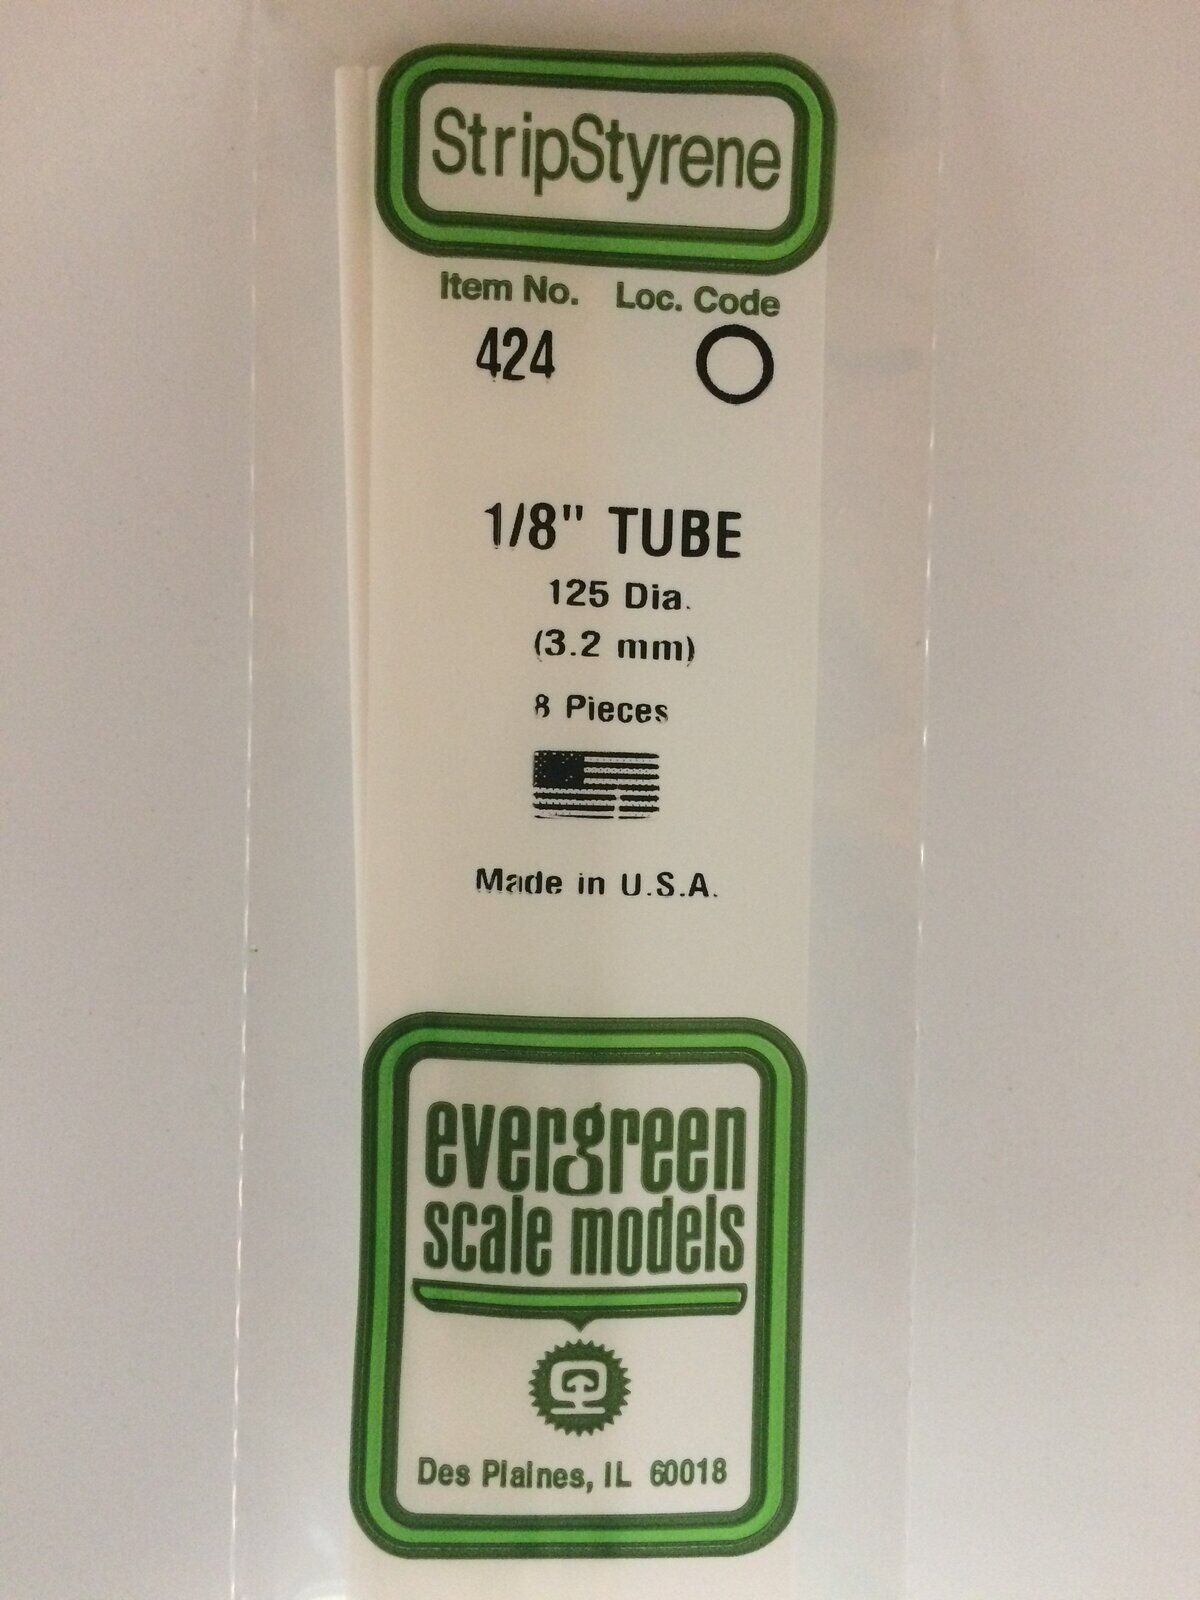 StripStyrene
Item No. Loc. Code
424
1/8" TUBE
125 Dia.
(3.2 mm)
8 Pieces
Made in U.S.A.
evergreen
scale models
Des Plaines, IL 60018